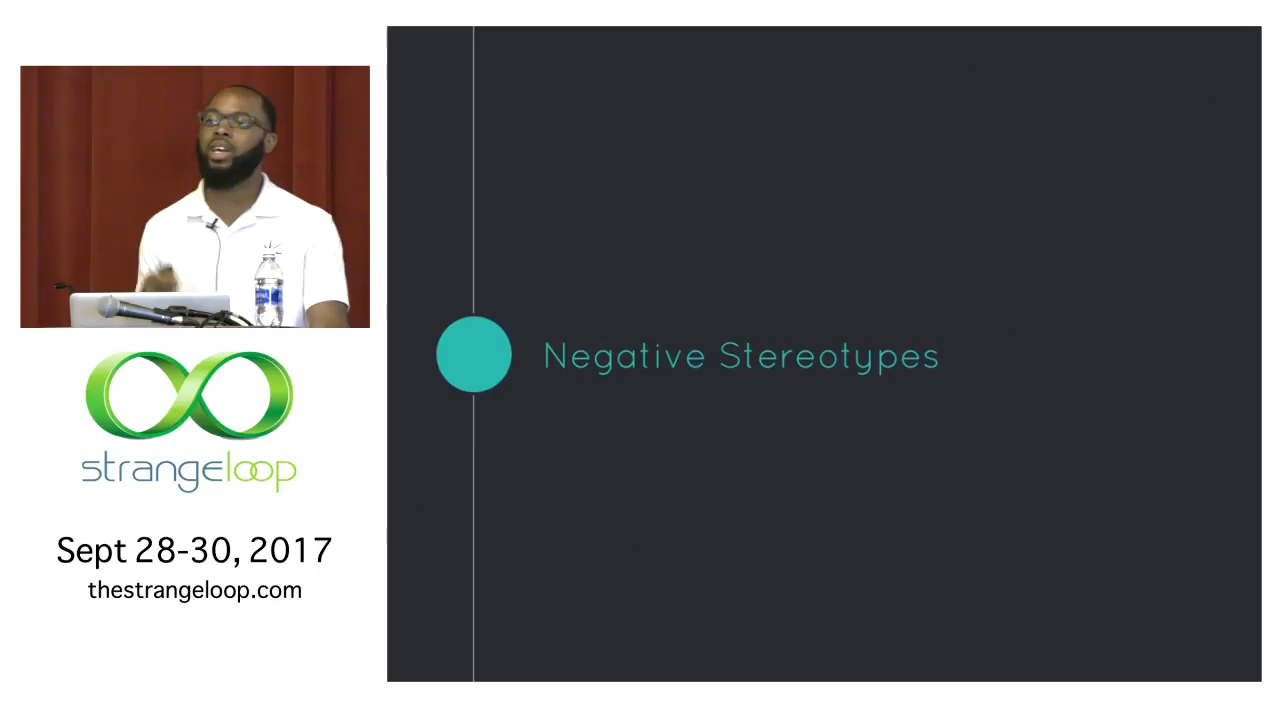 strangeloop
Sept 28-30, 2017
thestrangeloop.com
Negative Stereotypes